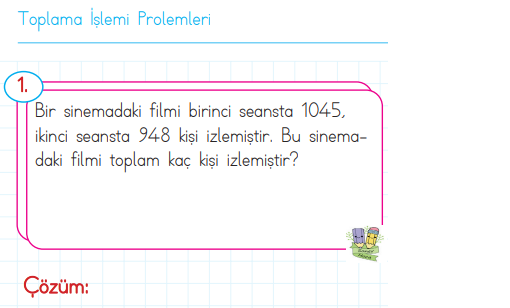 Toplama İşlemi Prolemleri
1.
Bir sinemadaki filmi birinci seansta 1045,
ikinci seansta 948 kişi izlemiştir. Bu sinema-
daki filmi toplam kaç kişi izlemiştir?
Çözüm: